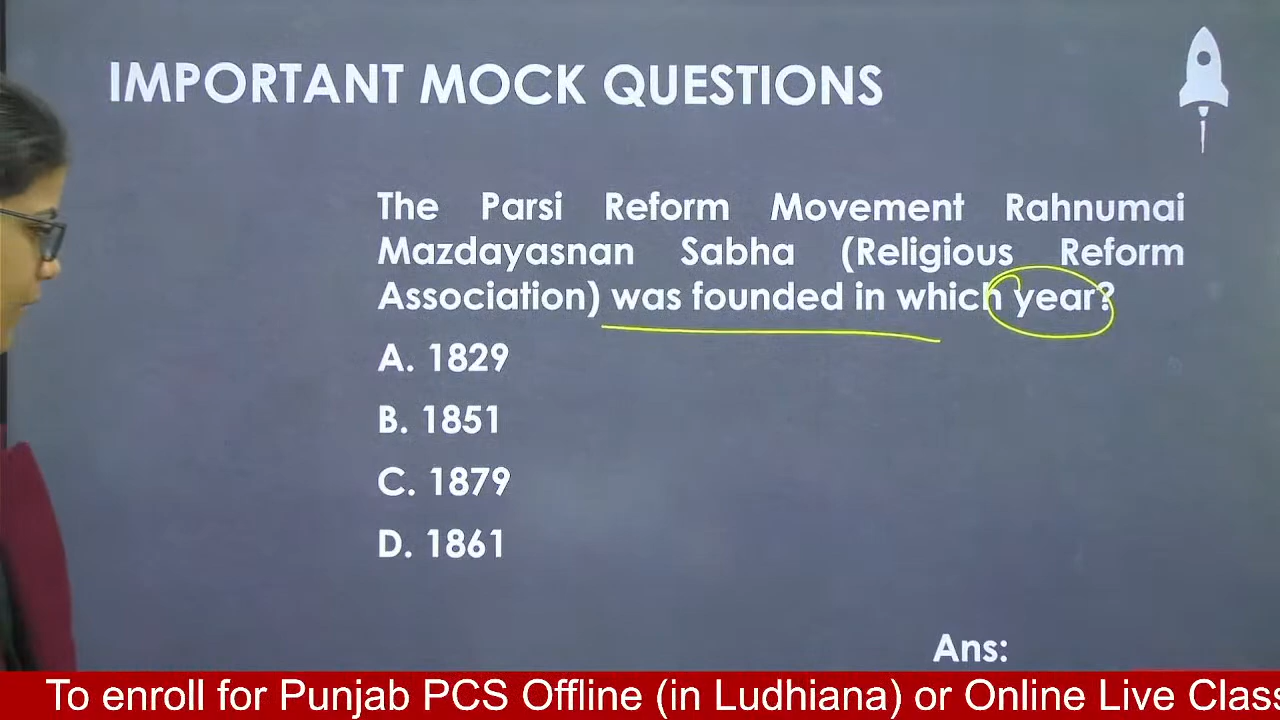 IMPORTANT MOCK QUESTIONS
The Parsi Reform Movement Rahnumai
Mazdayasnan Sabha (Religious Reform
Association) was founded in which year?
A. 1829
B. 1851
C. 1879
D. 1861
Ans:
To enroll for Punjab PCS Offline (in Ludhiana) or Online Live Class